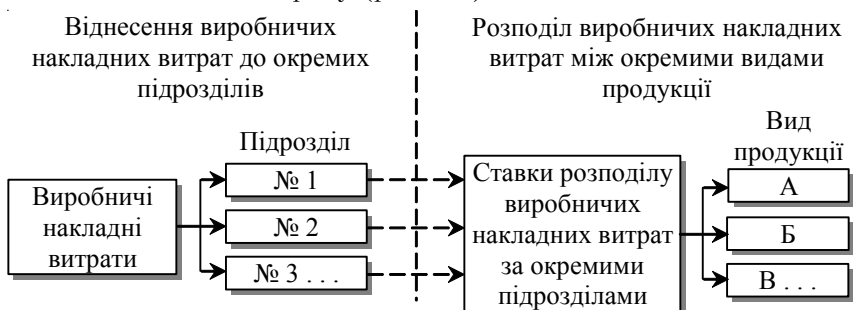 Віднесення виробничих
накладних витрат до окремих
підрозділів
Розподіл виробничих накладних
витрат між окремими видами
продукції
Підрозділ
Вид
продукції
Виробничі
накладні
витрати
№ 1
№ 2
№ 3 . . .
Ставки розподілу
виробничих
накладних витрат
за окремими
підрозділами
А
Б
В . . .